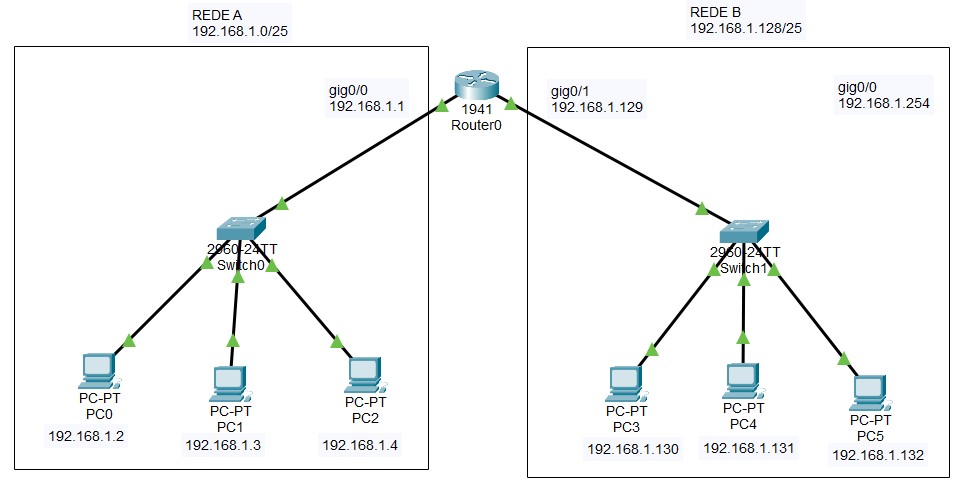 REDE A
192.168.1.0/25
REDE B
192.168.1.128/25
gig0/0
192.168.1.1
1941
Router0
gig0/1
192.168.1.129
gig0/0
192.168.1.254
2960-24TT
Switch0
2960-24TT
Switch1
PC-PT
PC0
192.168.1.2
PC-PT
PC1
192.168.1.3
PC-PT
PC2
192.168.1.4
PC-PT
PC3
192.168.1.130
PC-PT
PC4
192.168.1.131
PC-PT
PC5
192.168.1.132